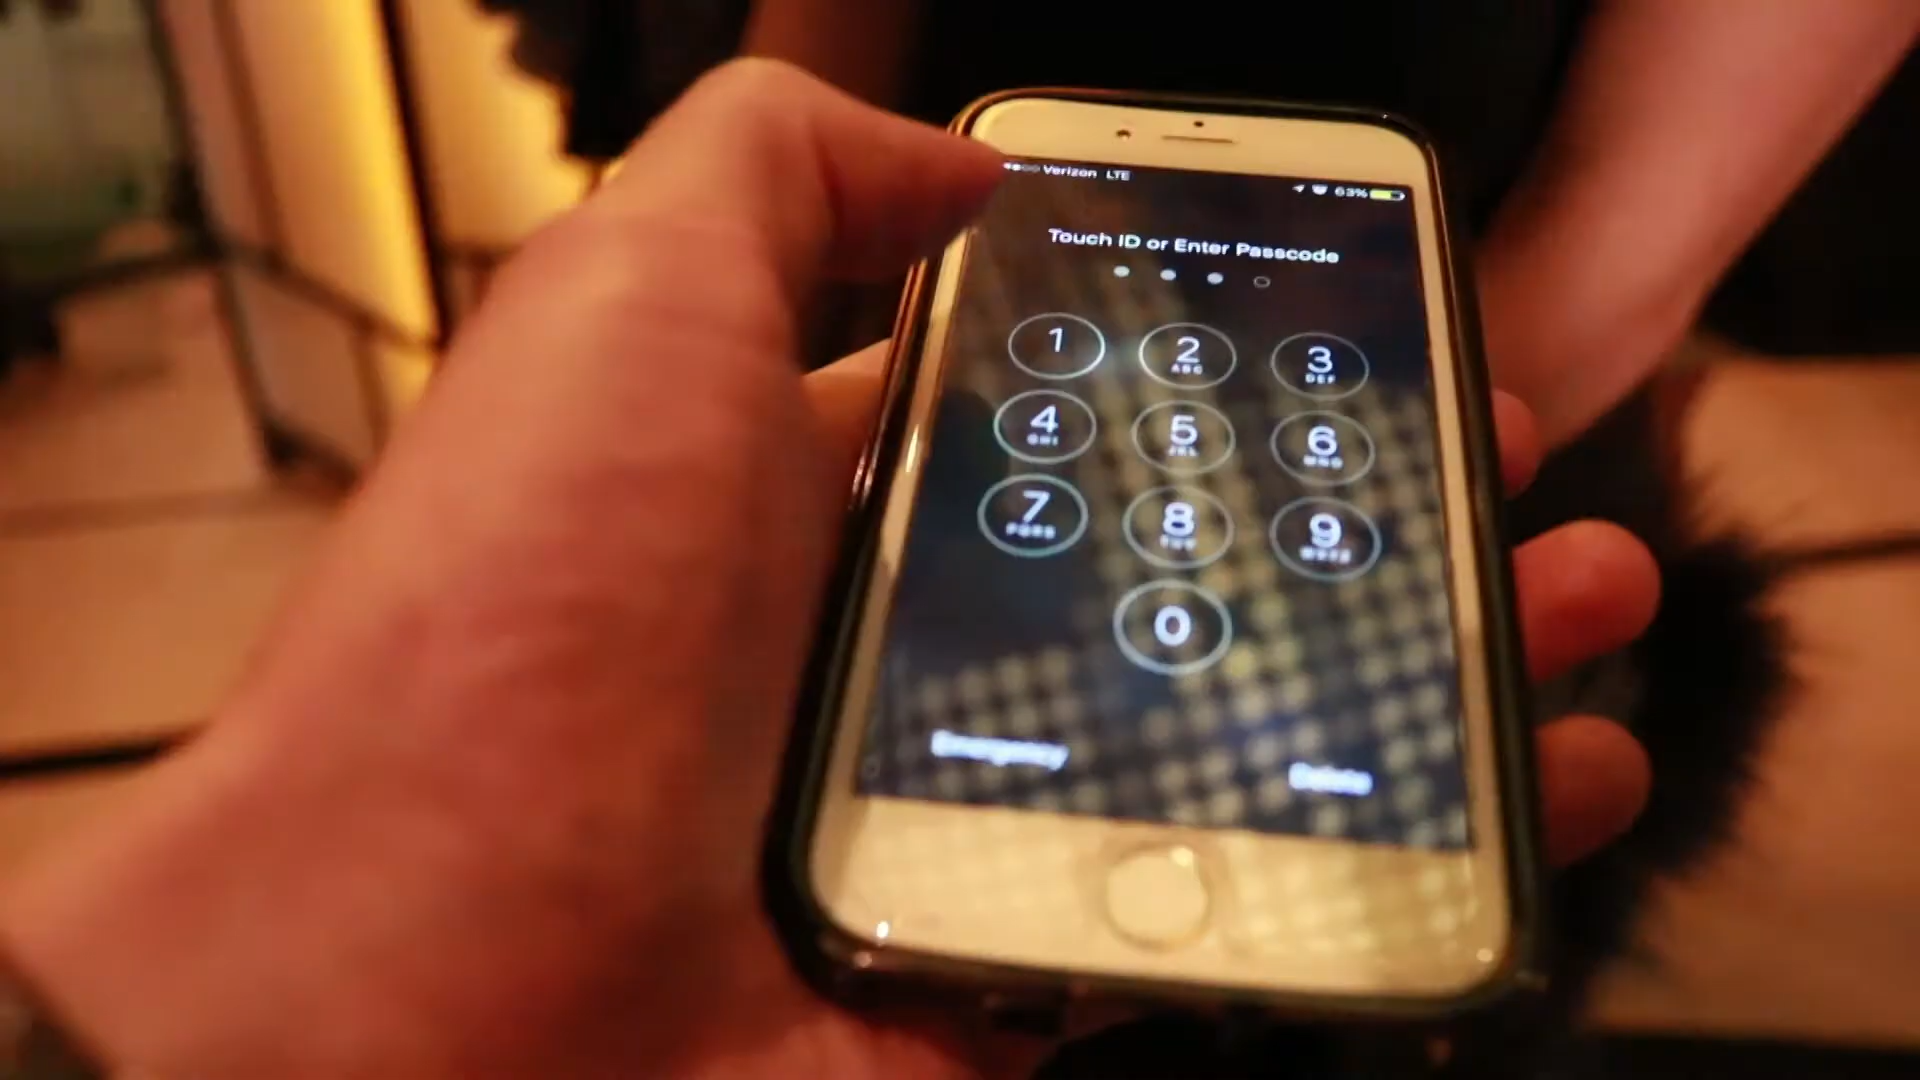 Verizon LTE 63%
Touch ID or Enter Passcode
1 2 3
ABC DEF
4 5 6
GHI JKL MNO
7 8 9
PQRS TUV WXYZ
0
Emergency Delete